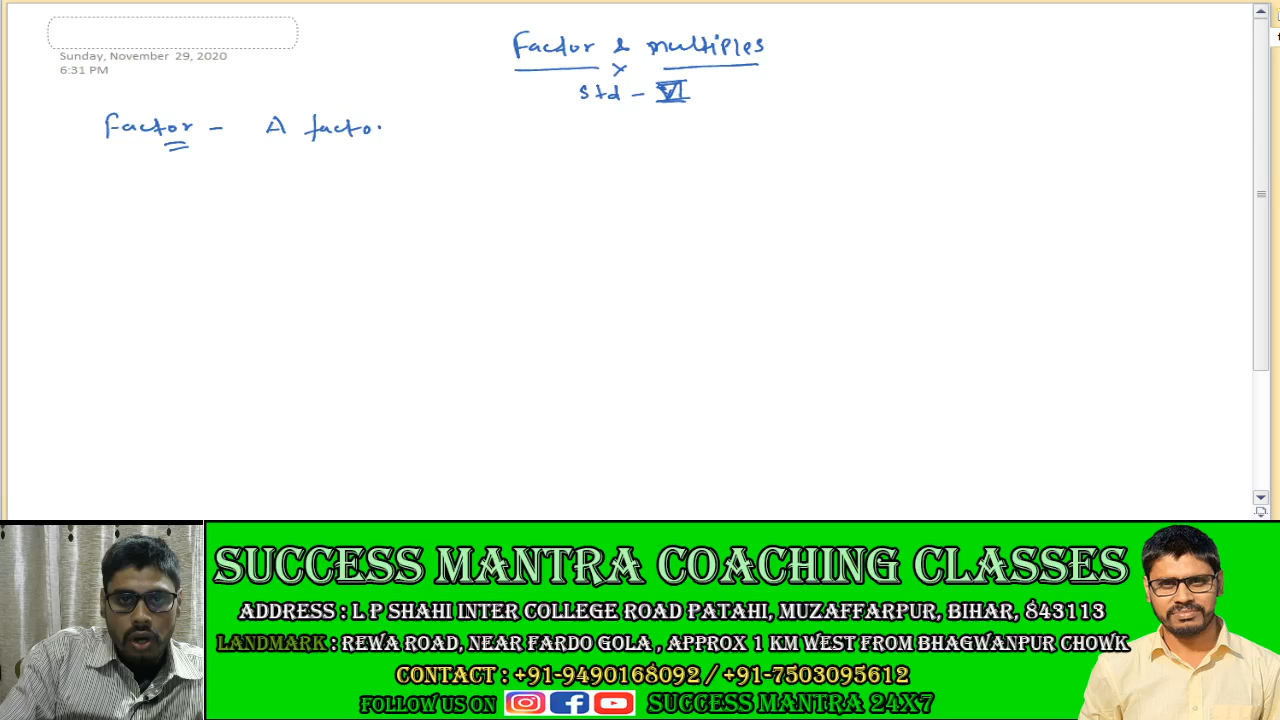 Factor & multiples
Sunday, November 29, 2020
6:31 PM
Std - VI
Factor - A facto
SUCCESS MANTRA COACHING CLASSES
ADDRESS : L P SHAHI INTER COLLEGE ROAD PATAHI, MUZAFFARPUR, BIHAR, 843113
LANDMARK : REWA ROAD, NEAR FARDO GOLA , APPROX 1 KM WEST FROM BHAGWANPUR CHOWK
CONTACT : +91-9490168092 / +91-7503095612
FOLLOW US ON SUCCESS MANTRA 24X7